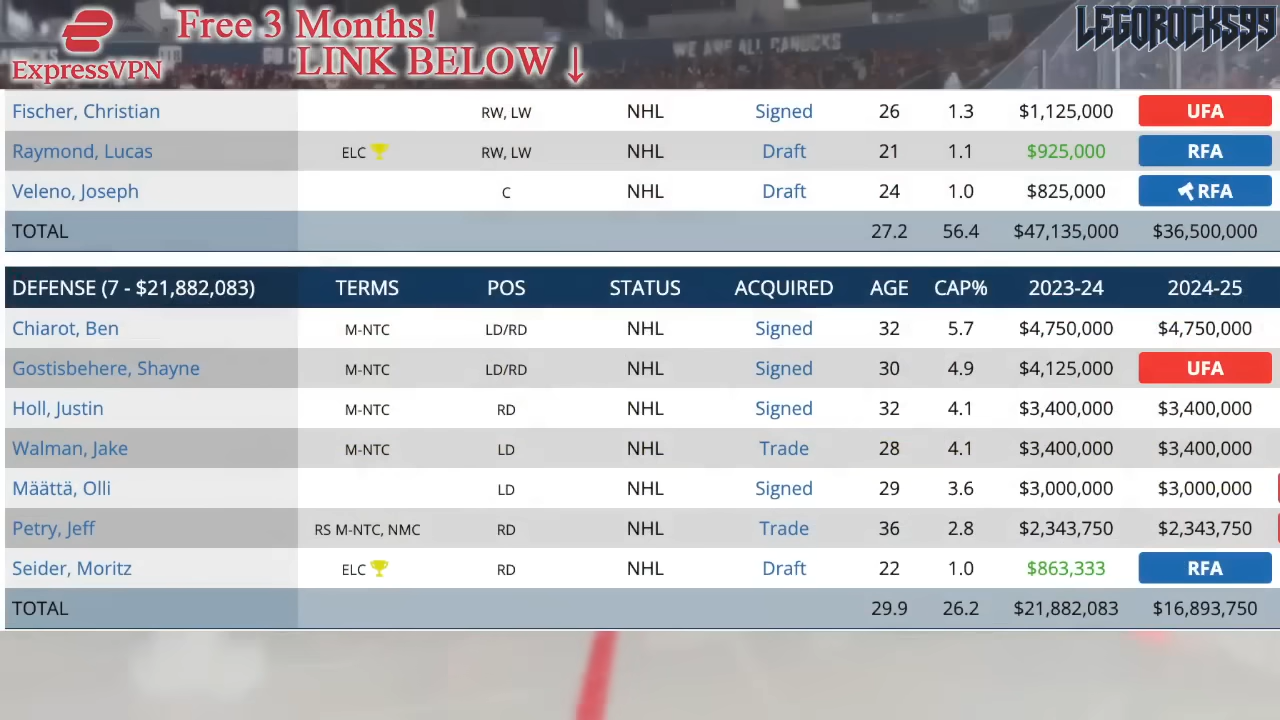 Free 3 Months!
LINK BELOW ↓
ExpressVPN
WE ARE ALL CANUCKS
LEGOROCKS99
Fischer, Christian RW, LW NHL Signed 26 1.3 $1,125,000 UFA
Raymond, Lucas ELC RW, LW NHL Draft 21 1.1 $925,000 RFA
Veleno, Joseph C NHL Draft 24 1.0 $825,000 RFA
TOTAL 27.2 56.4 $47,135,000 $36,500,000
DEFENSE (7 - $21,882,083) TERMS POS STATUS ACQUIRED AGE CAP% 2023-24 2024-25
Chiarot, Ben M-NTC LD/RD NHL Signed 32 5.7 $4,750,000 $4,750,000
Gostisbehere, Shayne M-NTC LD/RD NHL Signed 30 4.9 $4,125,000 UFA
Holl, Justin M-NTC RD NHL Signed 32 4.1 $3,400,000 $3,400,000
Walman, Jake M-NTC LD NHL Trade 28 4.1 $3,400,000 $3,400,000
Määttä, Olli LD NHL Signed 29 3.6 $3,000,000 $3,000,000
Petry, Jeff RS M-NTC, NMC RD NHL Trade 36 2.8 $2,343,750 $2,343,750
Seider, Moritz ELC RD NHL Draft 22 1.0 $863,333 RFA
TOTAL 29.9 26.2 $21,882,083 $16,893,750